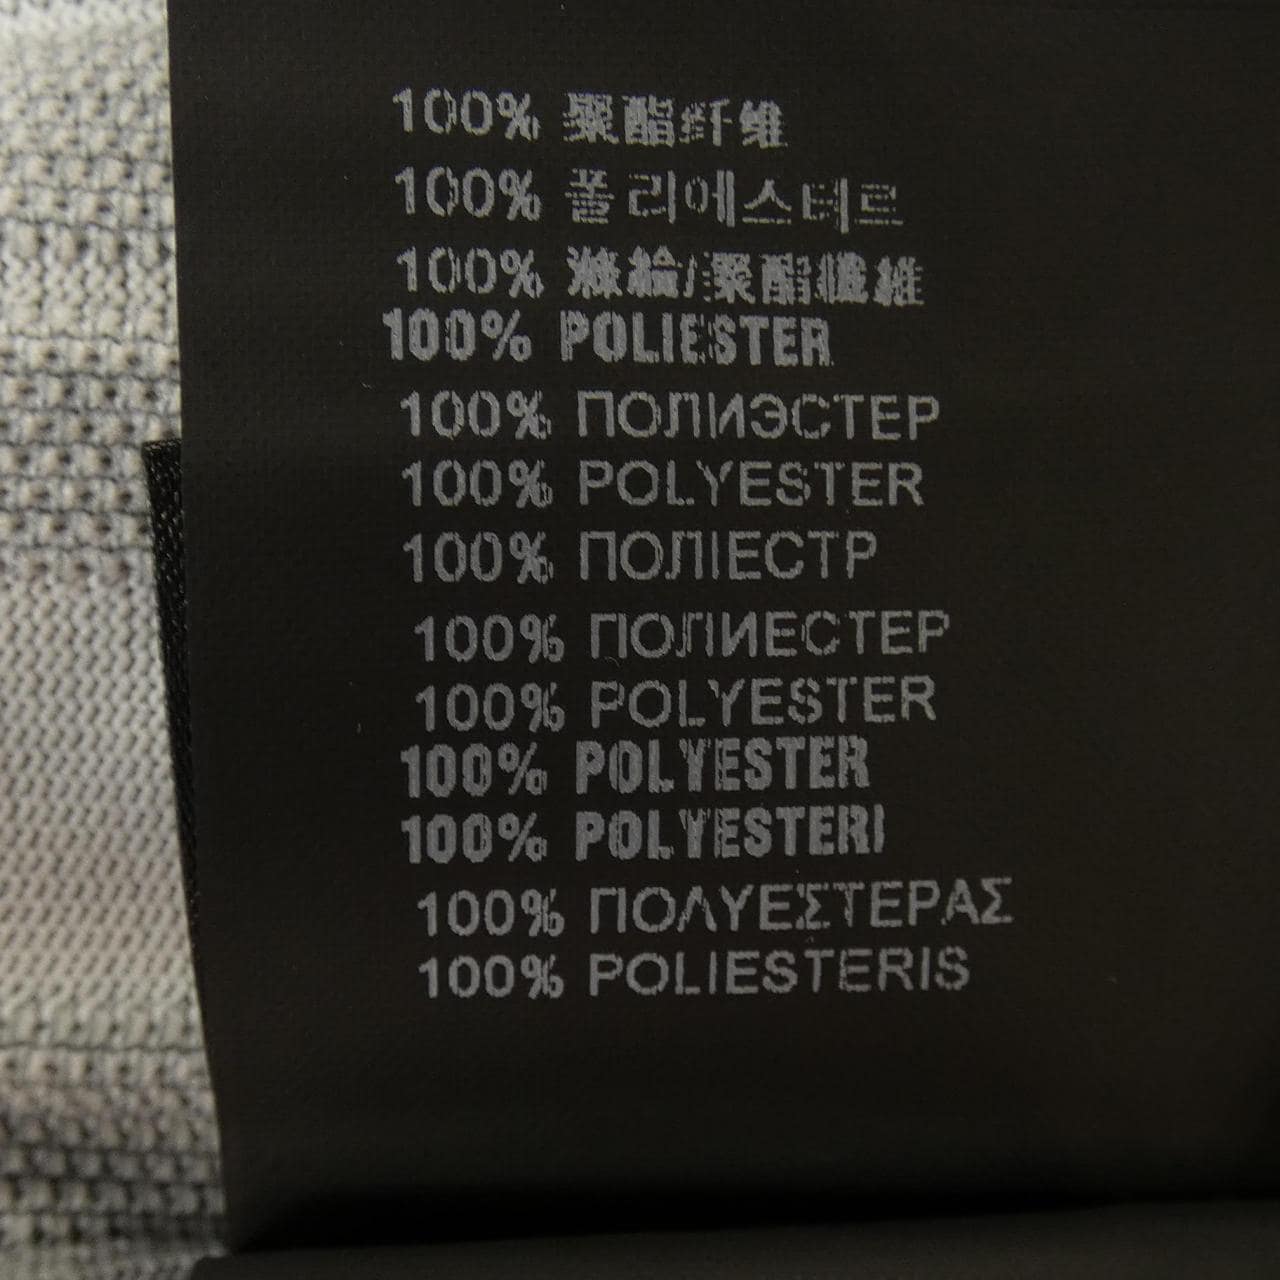 100% 聚酯纤维
100% 폴리에스테르
100% 滌綸/聚酯纖維
100% POLIESTER
100% ПОЛИЭСТЕР
100% POLYESTER
100% ПОЛІЕСТР
100% ПОЛИЕСТЕР
100% POLYESTER
100% POLYESTER
100% POLYESTERI
100% ΠΟΛΥΕΣΤΕΡΑΣ
100% POLIESTERIS